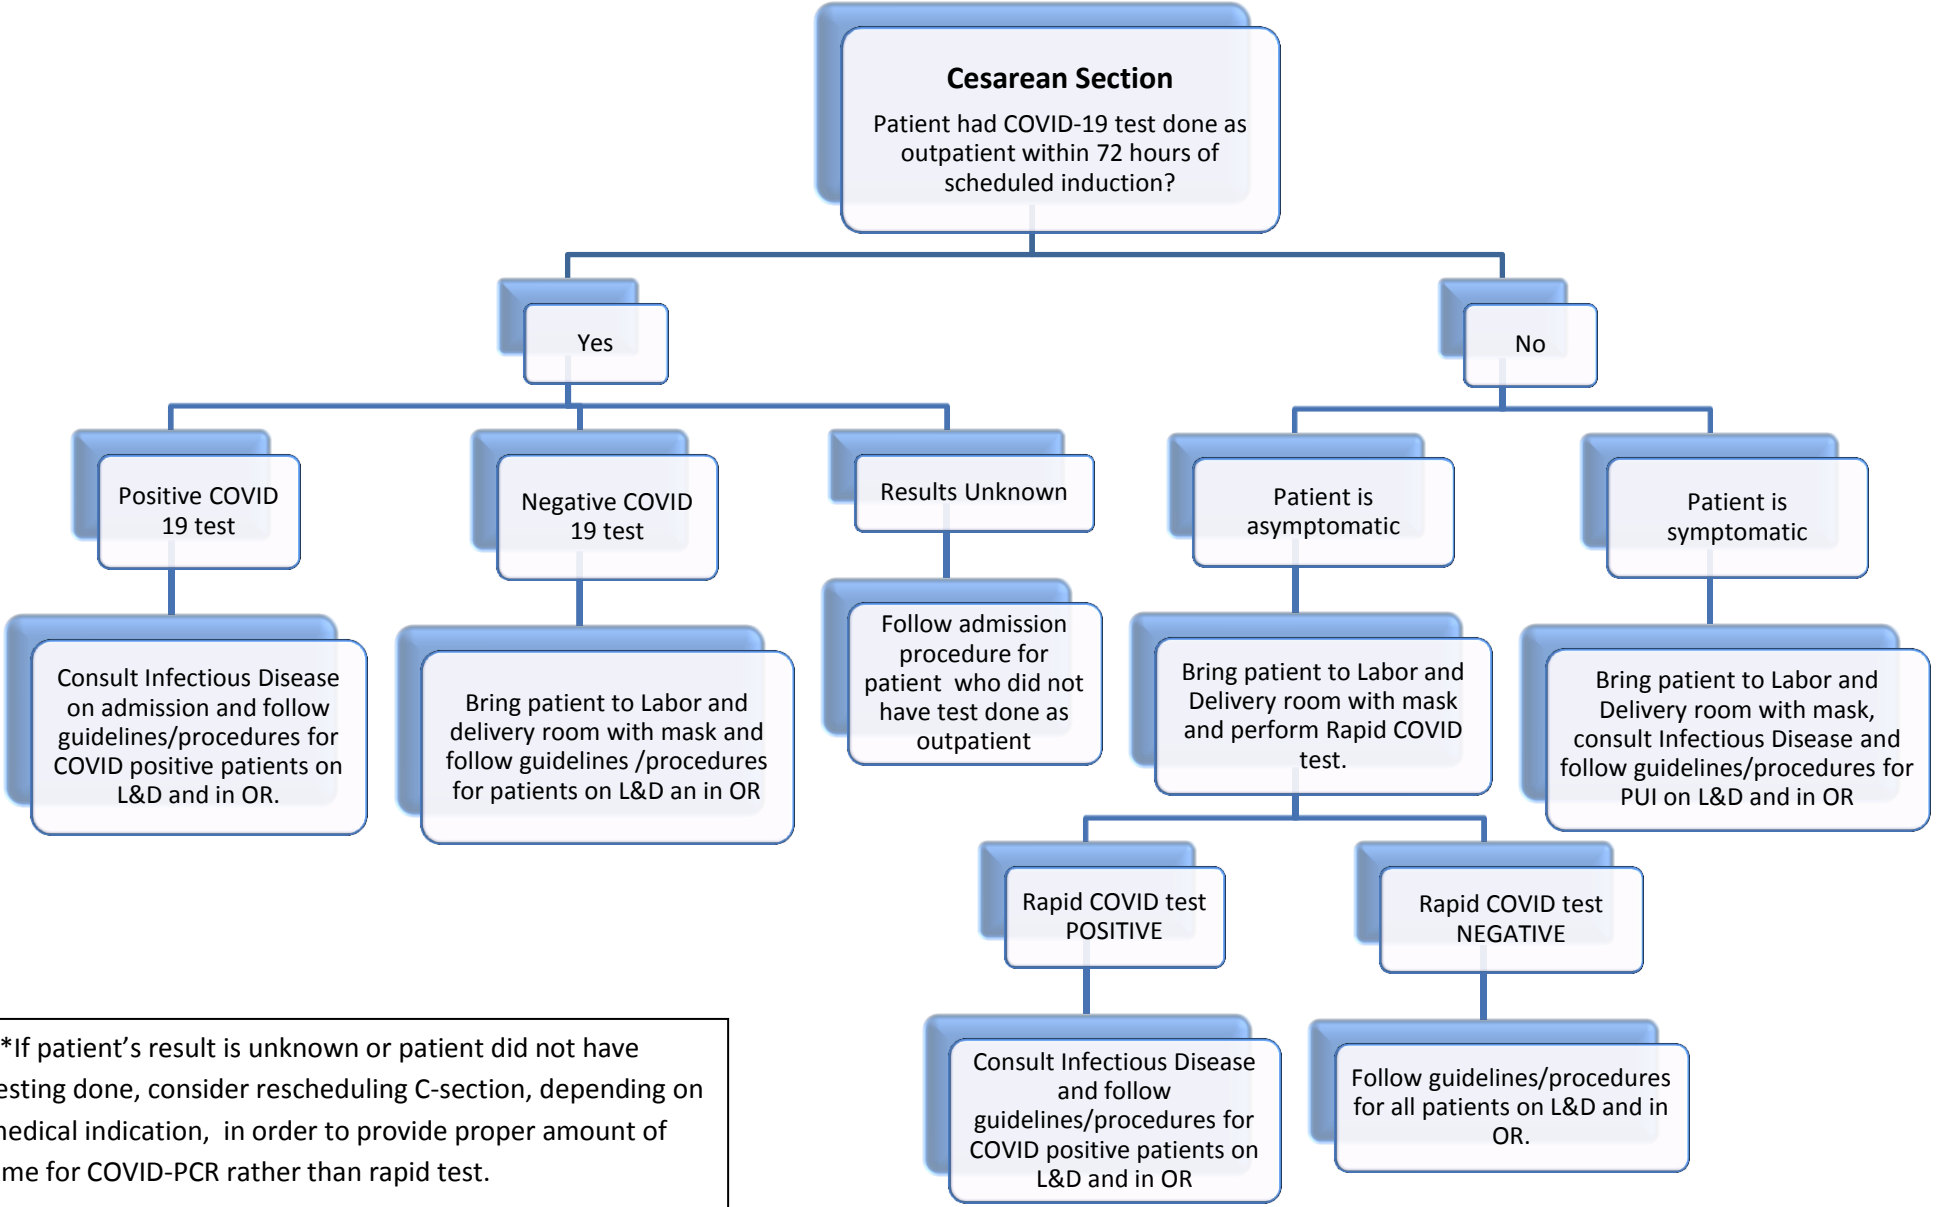 Cesarean Section
Patient had COVID-19 test done as
outpatient within 72 hours of
scheduled induction?
Yes
No
Positive COVID
19 test
Negative COVID
19 test
Results Unknown
Patient is
asymptomatic
Patient is
symptomatic
Consult Infectious Disease
on admission and follow
guidelines/procedures for
COVID positive patients on
L&D and in OR.
Bring patient to Labor and
delivery room with mask and
follow guidelines /procedures
for patients on L&D an in OR
Follow admission
procedure for
patient who did not
have test done as
outpatient
Bring patient to Labor and
Delivery room with mask
and perform Rapid COVID
test.
Bring patient to Labor and
Delivery room with mask,
consult Infectious Disease and
follow guidelines/procedures for
PUI on L&D and in OR
Rapid COVID test
POSITIVE
Rapid COVID test
NEGATIVE
Consult Infectious Disease
and follow
guidelines/procedures for
COVID positive patients on
L&D and in OR
Follow guidelines/procedures
for all patients on L&D and in
OR.
*If patient’s result is unknown or patient did not have
esting done, consider rescheduling C-section, depending on
nedical indication, in order to provide proper amount of
me for COVID-PCR rather than rapid test.